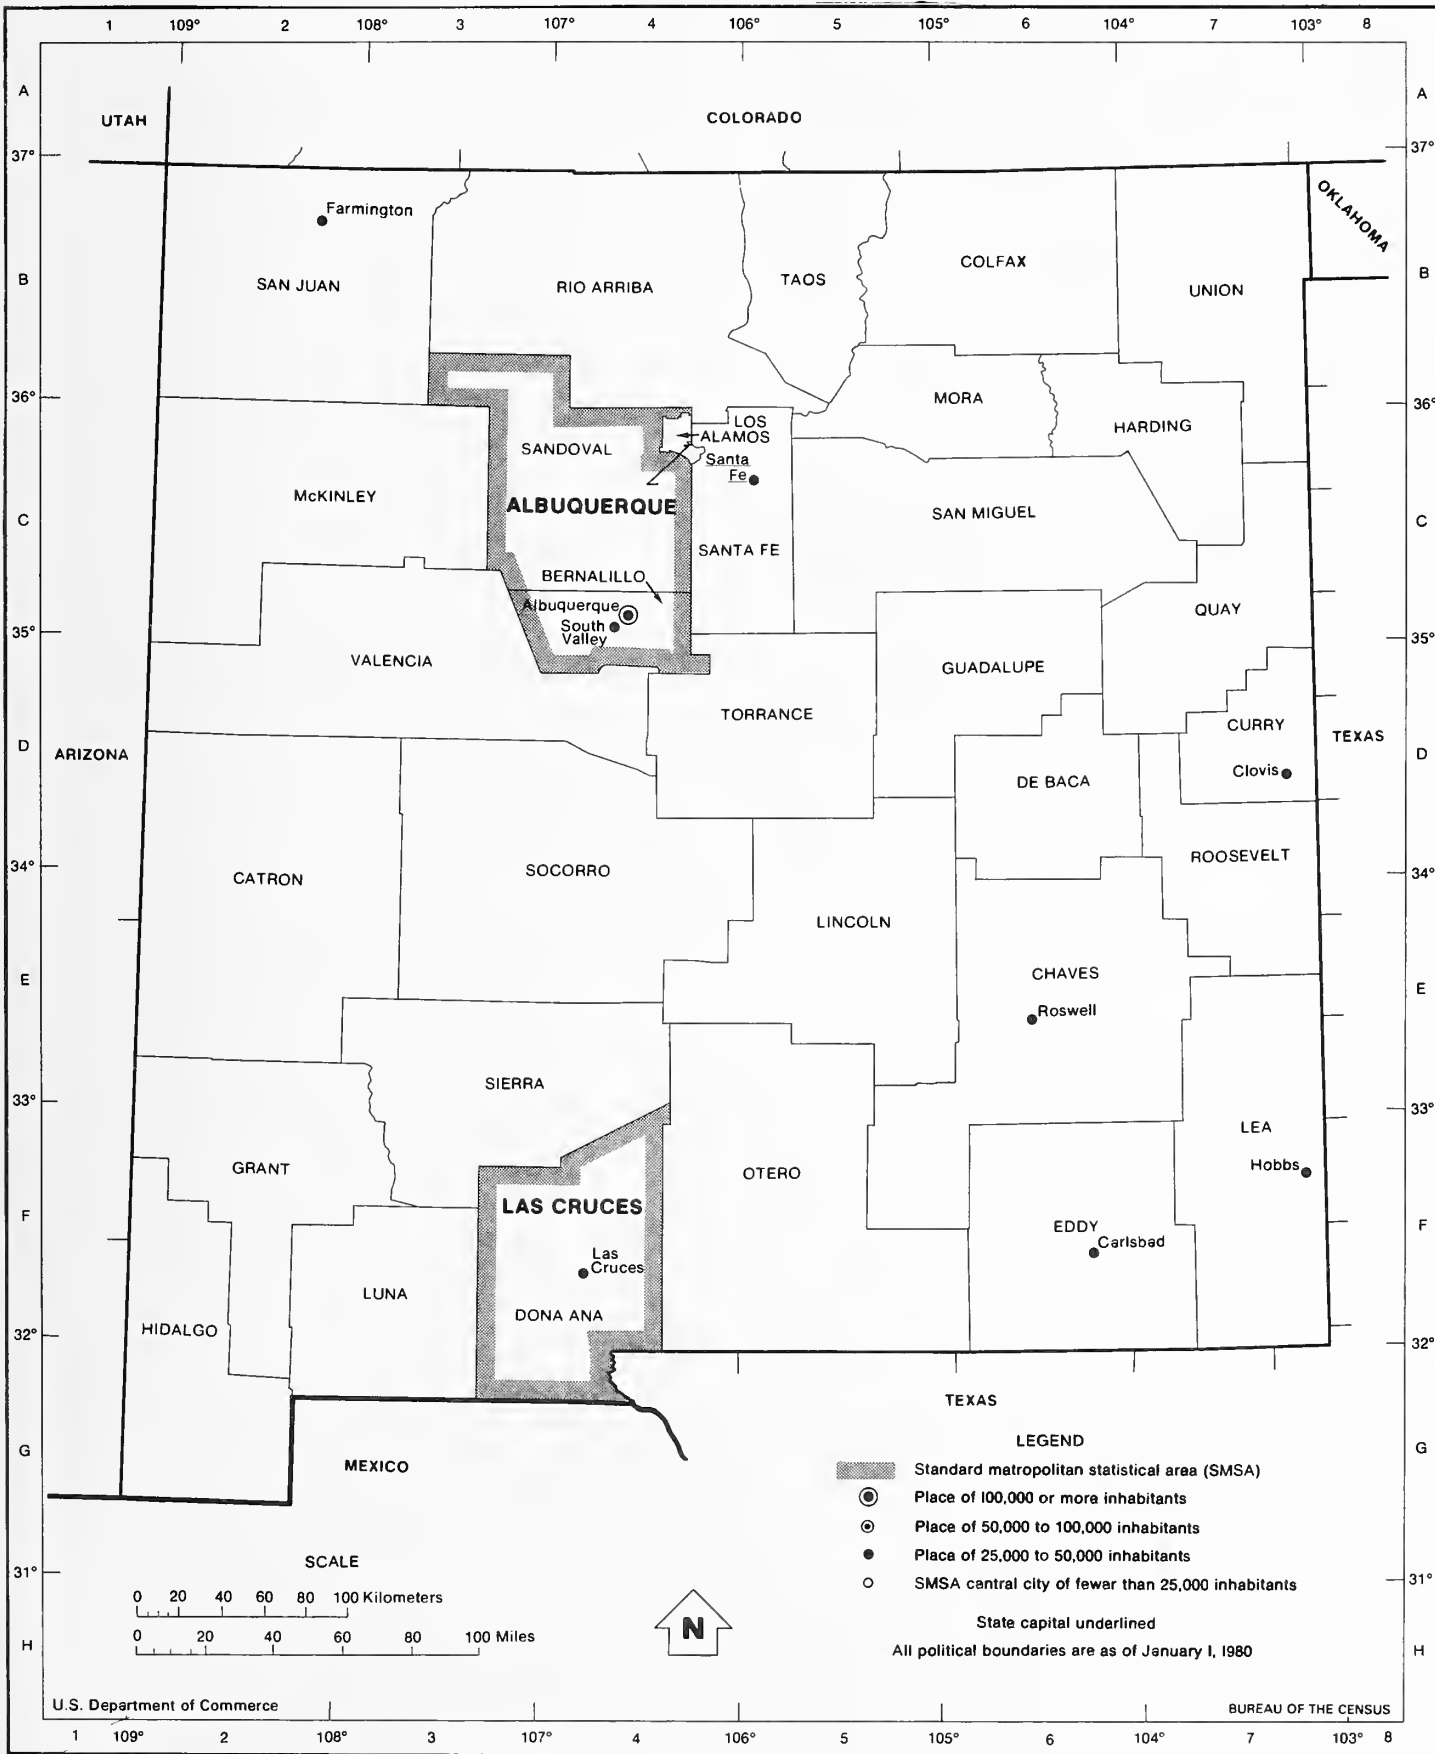 1 109° 2 108° 3 107° 4 106° 5 105° 6 104° 7 103° 8
A A
UTAH COLORADO
37° 37°
OKLAHOMA
Farmington
B B
SAN JUAN RIO ARRIBA TAOS COLFAX UNION
36° 36°
MORA
LOS
ALAMOS
HARDING
SANDOVAL
Santa
Fe
McKINLEY
ALBUQUERQUE
C C
SAN MIGUEL
SANTA FE
BERNALILLO
Albuquerque
QUAY
South
Valley
35° 35°
VALENCIA
GUADALUPE
TORRANCE
CURRY
D D
ARIZONA TEXAS
Clovis
DE BACA
ROOSEVELT
34° 34°
CATRON SOCORRO
LINCOLN
CHAVES
E E
Roswell
SIERRA
33° 33°
LEA
GRANT
OTERO
Hobbs
LAS CRUCES
F F
EDDY
Carlsbad
Las
Cruces
LUNA
DONA ANA
HIDALGO
32° 32°
TEXAS
G G
MEXICO
LEGEND
Standard metropolitan statistical area (SMSA)
Place of 100,000 or more inhabitants
Place of 50,000 to 100,000 inhabitants
Place of 25,000 to 50,000 inhabitants
SMSA cantral city of fewer than 25,000 inhabitants
31° 31°
SCALE
0 20 40 60 80 100 Kilometers
0 20 40 60 80 100 Miles
N
State capital underlined
All political boundaries are as of January 1, 1980
H H
U.S. Department of Commerce BUREAU OF THE CENSUS
1 109° 2 108° 3 107° 4 106° 5 105° 6 104° 7 103° 8